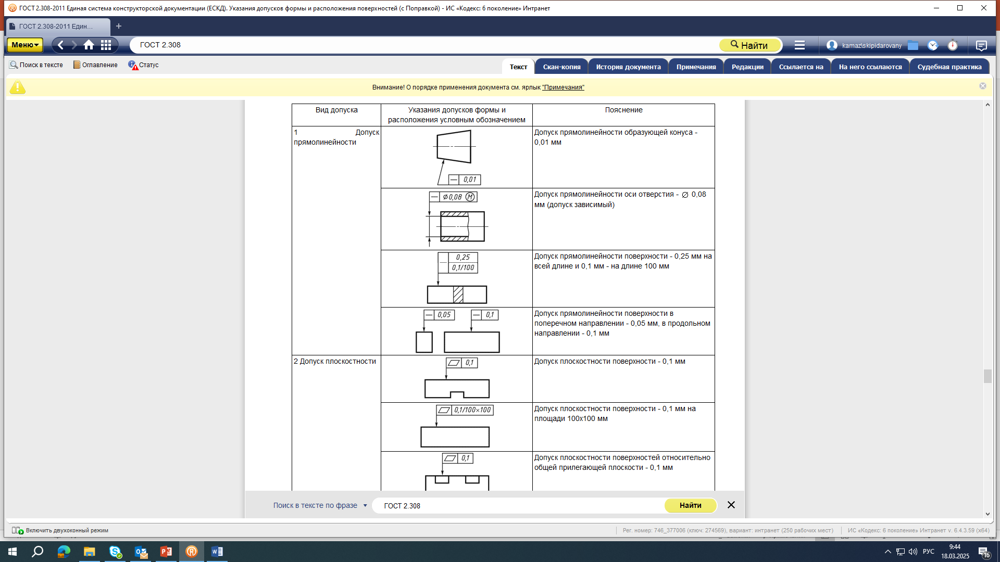 ГОСТ 2.308-2011 Единая система конструкторской документации (ЕСКД). Указания допусков формы и расположения поверхностей (с Поправкой) - ИС «Кодекс: 6 поколение» Интранет
ГОСТ 2.308-2011 Един...
Меню
ГОСТ 2.308
Найти
kamaz\skipidarovany
Поиск в тексте
Оглавление
Статус
Текст
Скан-копия
История документа
Примечания
Редакции
Ссылается на
На него ссылаются
Судебная практика
Внимание! О порядке применения документа см. ярлык "Примечания"
Вид допуска
Указания допусков формы и
расположения условным обозначением
Пояснение
1 Допуск
прямолинейности
0,01
Допуск прямолинейности образующей конуса -
0,01 мм
⌀0,08 Ⓜ
Допуск прямолинейности оси отверстия - ⌀ 0,08
мм (допуск зависимый)
0,25
0,1/100
Допуск прямолинейности поверхности - 0,25 мм на
всей длине и 0,1 мм - на длине 100 мм
0,05
0,1
Допуск прямолинейности поверхности в
поперечном направлении - 0,05 мм, в продольном
направлении - 0,1 мм
2 Допуск плоскостности
0,1
Допуск плоскостности поверхности - 0,1 мм
0,1/100×100
Допуск плоскостности поверхности - 0,1 мм на
площади 100х100 мм
0,1
Допуск плоскостности поверхностей относительно
общей прилегающей плоскости - 0,1 мм
Поиск в тексте по фразе
ГОСТ 2.308
Найти
Включить двухоконный режим
Рег. номер: 746_377006 (ключ: 274569), вариант: интранет (250 рабочих мест)
ИС «Кодекс: 6 поколение» Интранет v. 6.4.3.59 (x64)
РУС
9:44
18.03.2025
16